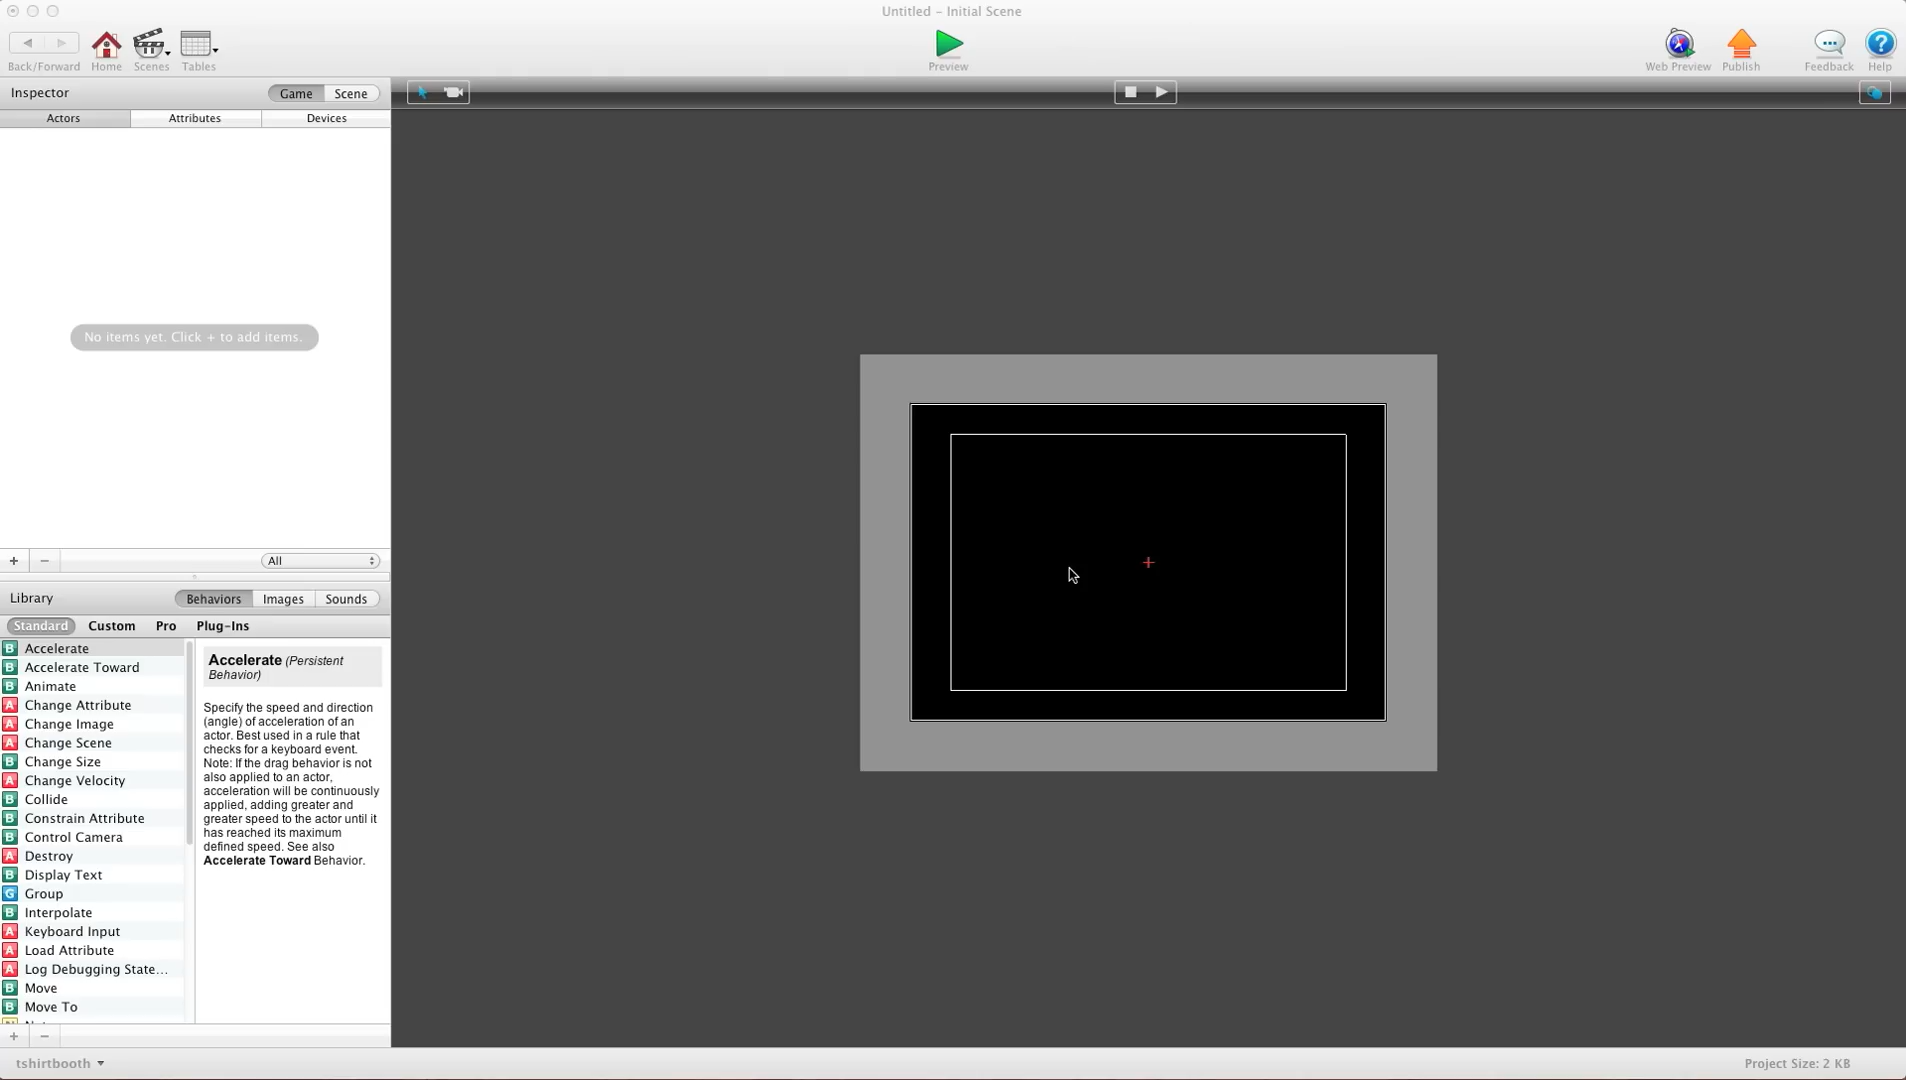 Untitled – Initial Scene
Back/Forward
Home
Scenes
Tables
Preview
Web Preview
Publish
Feedback
Help
Inspector
Game
Scene
Actors
Attributes
Devices
No items yet. Click + to add items.
All
Library
Behaviors
Images
Sounds
Standard
Custom
Pro
Plug-Ins
B Accelerate
B Accelerate Toward
B Animate
A Change Attribute
A Change Image
A Change Scene
B Change Size
A Change Velocity
B Collide
B Constrain Attribute
B Control Camera
A Destroy
B Display Text
G Group
B Interpolate
A Keyboard Input
A Load Attribute
A Log Debugging State...
B Move
B Move To
Accelerate (Persistent
Behavior)
Specify the speed and direction
(angle) of acceleration of an
actor. Best used in a rule that
checks for a keyboard event.
Note: If the drag behavior is not
also applied to an actor,
acceleration will be continuously
applied, adding greater and
greater speed to the actor until it
has reached its maximum
defined speed. See also
Accelerate Toward Behavior.
tshirtbooth
Project Size: 2 KB